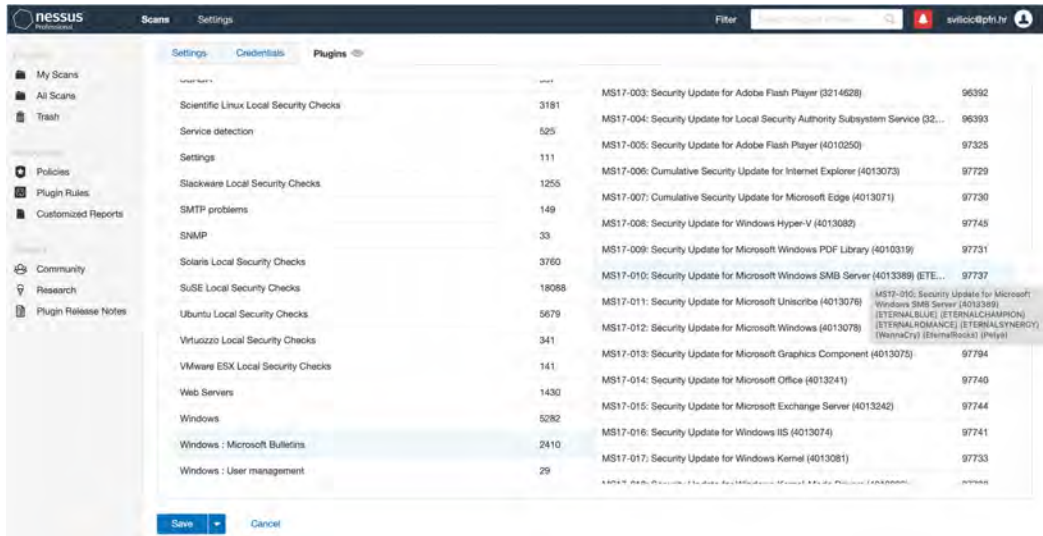 nessus
Professional
Scans
Settings
Filter
svilicic@pfri.hr
My Scans
All Scans
Trash
Policies
Plugin Rules
Customized Reports
Community
Research
Plugin Release Notes
Settings
Credentials
Plugins
Scientific Linux Local Security Checks 3181
Service detection 525
Settings 111
Slackware Local Security Checks 1255
SMTP problems 149
SNMP 33
Solaris Local Security Checks 3760
SuSE Local Security Checks 18088
Ubuntu Local Security Checks 5679
Virtuozzo Local Security Checks 341
VMware ESX Local Security Checks 141
Web Servers 1430
Windows 5282
Windows : Microsoft Bulletins 2410
Windows : User management 29
MS17-003: Security Update for Adobe Flash Player (3214628) 96392
MS17-004: Security Update for Local Security Authority Subsystem Service (32... 96393
MS17-005: Security Update for Adobe Flash Player (4010250) 97325
MS17-006: Cumulative Security Update for Internet Explorer (4013073) 97729
MS17-007: Cumulative Security Update for Microsoft Edge (4013071) 97730
MS17-008: Security Update for Windows Hyper-V (4013082) 97745
MS17-009: Security Update for Microsoft Windows PDF Library (4010319) 97731
MS17-010: Security Update for Microsoft Windows SMB Server (4013389) (ETE... 97737
MS17-010: Security Update for Microsoft
Windows SMB Server (4013389)
(ETERNALBLUE) (ETERNALCHAMPION)
(ETERNALROMANCE) (ETERNALSYNERGY)
(WannaCry) (EternalRocks) (Petya)
MS17-011: Security Update for Microsoft Uniscribe (4013076)
MS17-012: Security Update for Microsoft Windows (4013078)
MS17-013: Security Update for Microsoft Graphics Component (4013075) 97794
MS17-014: Security Update for Microsoft Office (4013241) 97740
MS17-015: Security Update for Microsoft Exchange Server (4013242) 97744
MS17-016: Security Update for Windows IIS (4013074) 97741
MS17-017: Security Update for Windows Kernel (4013081) 97733
Save
Cancel